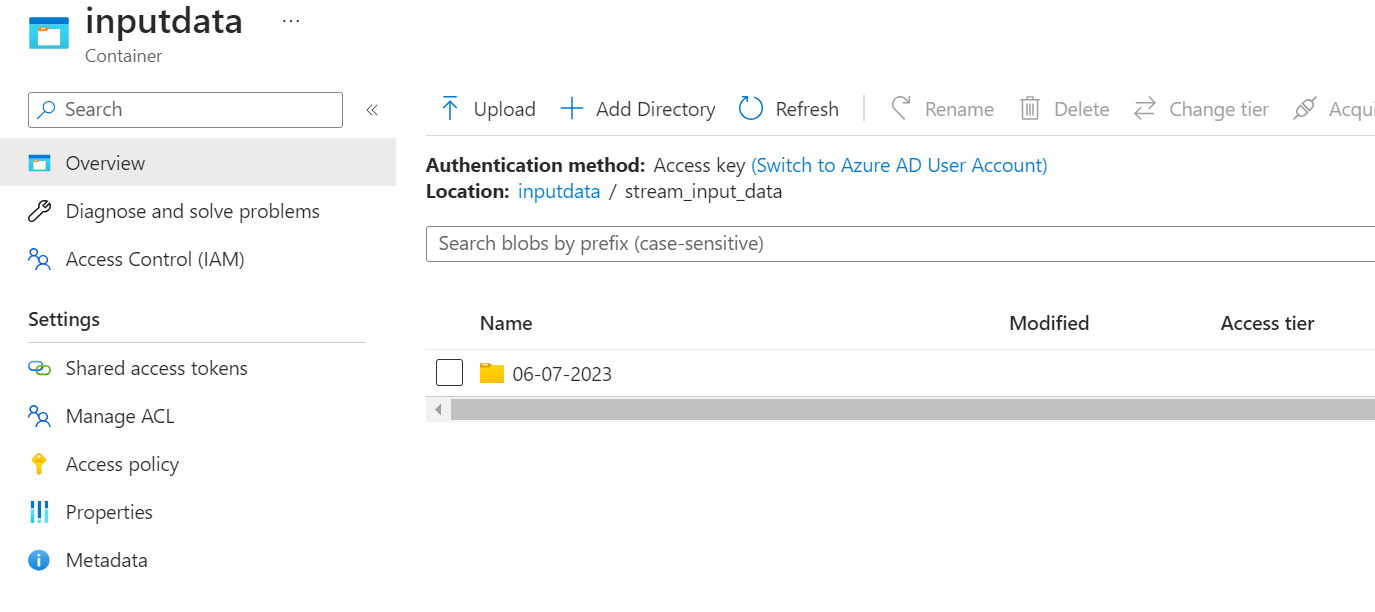 inputdata ...
Container
Search «
Upload Add Directory Refresh Rename Delete Change tier Acqui
Overview
Diagnose and solve problems
Access Control (IAM)
Settings
Shared access tokens
Manage ACL
Access policy
Properties
Metadata
Authentication method: Access key (Switch to Azure AD User Account)
Location: inputdata / stream_input_data
Search blobs by prefix (case-sensitive)
Name Modified Access tier
06-07-2023